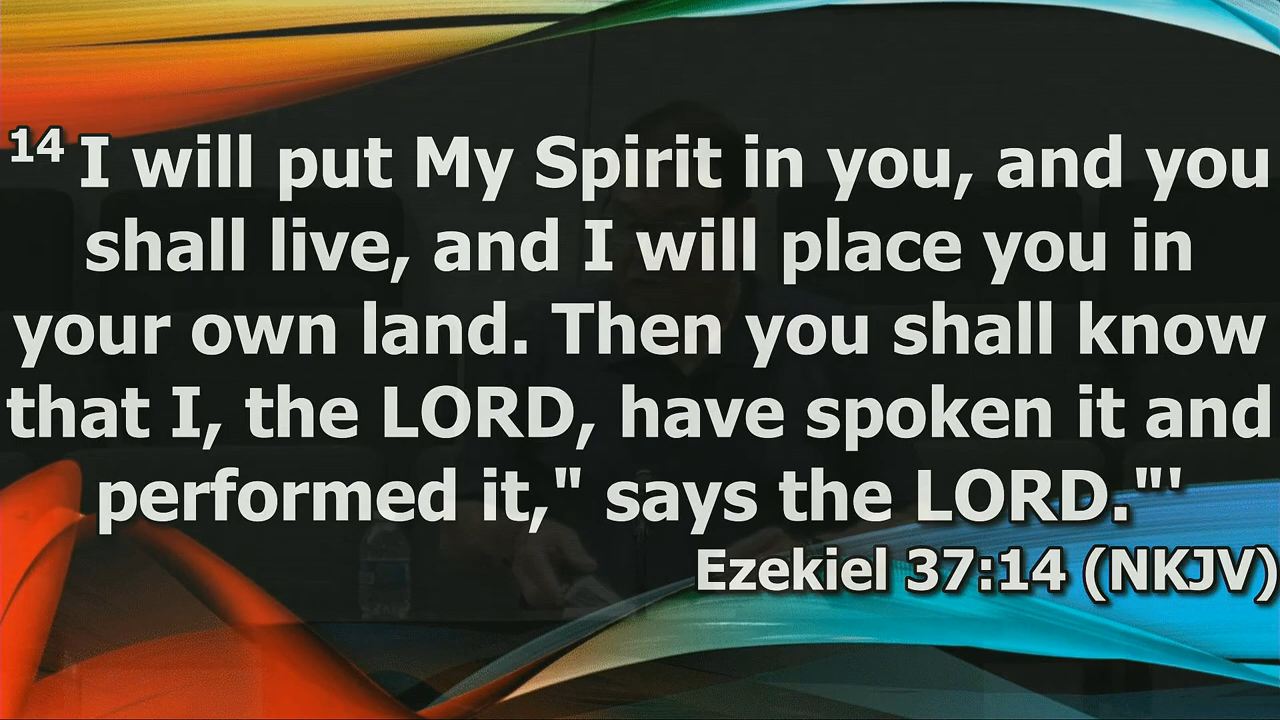 14 I will put My Spirit in you, and you
shall live, and I will place you in
your own land. Then you shall know
that I, the LORD, have spoken it and
performed it," says the LORD."'
Ezekiel 37:14 (NKJV)